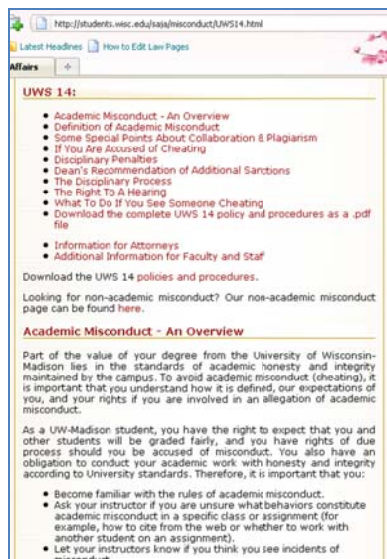 http://students.wisc.edu/saja/misconduct/UWS14.html
Latest Headlines How to Edit Law Pages
Affairs
UWS 14:
Academic Misconduct - An Overview
Definition of Academic Misconduct
Some Special Points About Collaboration & Plagiarism
If You Are Accused of Cheating
Disciplinary Penalties
Dean's Recommendation of Additional Sanctions
The Disciplinary Process
The Right To A Hearing
What To Do If You See Someone Cheating
Download the complete UWS 14 policy and procedures as a .pdf
file
Information for Attorneys
Additional Information for Faculty and Staff
Download the UWS 14 policies and procedures.
Looking for non-academic misconduct? Our non-academic misconduct
page can be found here.
Academic Misconduct - An Overview
Part of the value of your degree from the University of Wisconsin-
Madison lies in the standards of academic honesty and integrity
maintained by the campus. To avoid academic misconduct (cheating), it
is important that you understand how it is defined, our expectations of
you, and your rights if you are involved in an allegation of academic
misconduct.
As a UW-Madison student, you have the right to expect that you and
other students will be graded fairly, and you have rights of due
process should you be accused of misconduct. You also have an
obligation to conduct your academic work with honesty and integrity
according to University standards. Therefore, it is important that you:
Become familiar with the rules of academic misconduct.
Ask your instructor if you are unsure what behaviors constitute
academic misconduct in a specific class or assignment (for
example, how to cite from the web or whether to work with
another student on an assignment).
Let your instructors know if you think you see incidents of